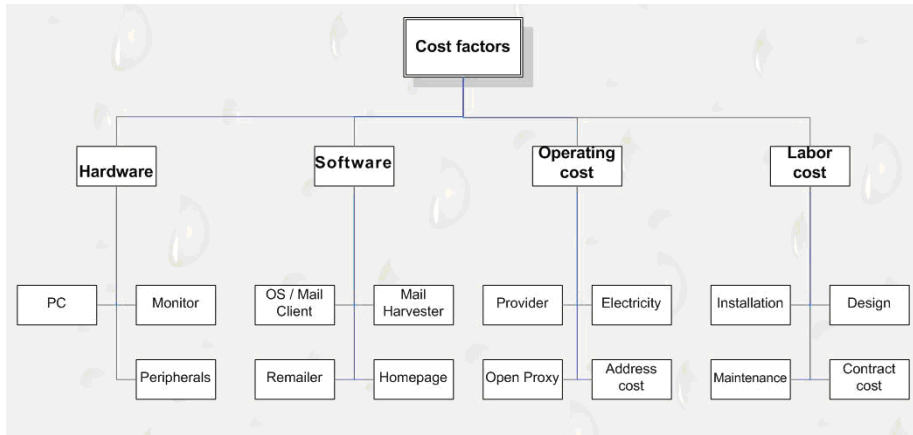 Cost factors
Hardware
Software
Operating
cost
Labor
cost
PC
Monitor
OS / Mail
Client
Mail
Harvester
Provider
Electricity
Installation
Design
Peripherals
Remailer
Homepage
Open Proxy
Address
cost
Maintenance
Contract
cost